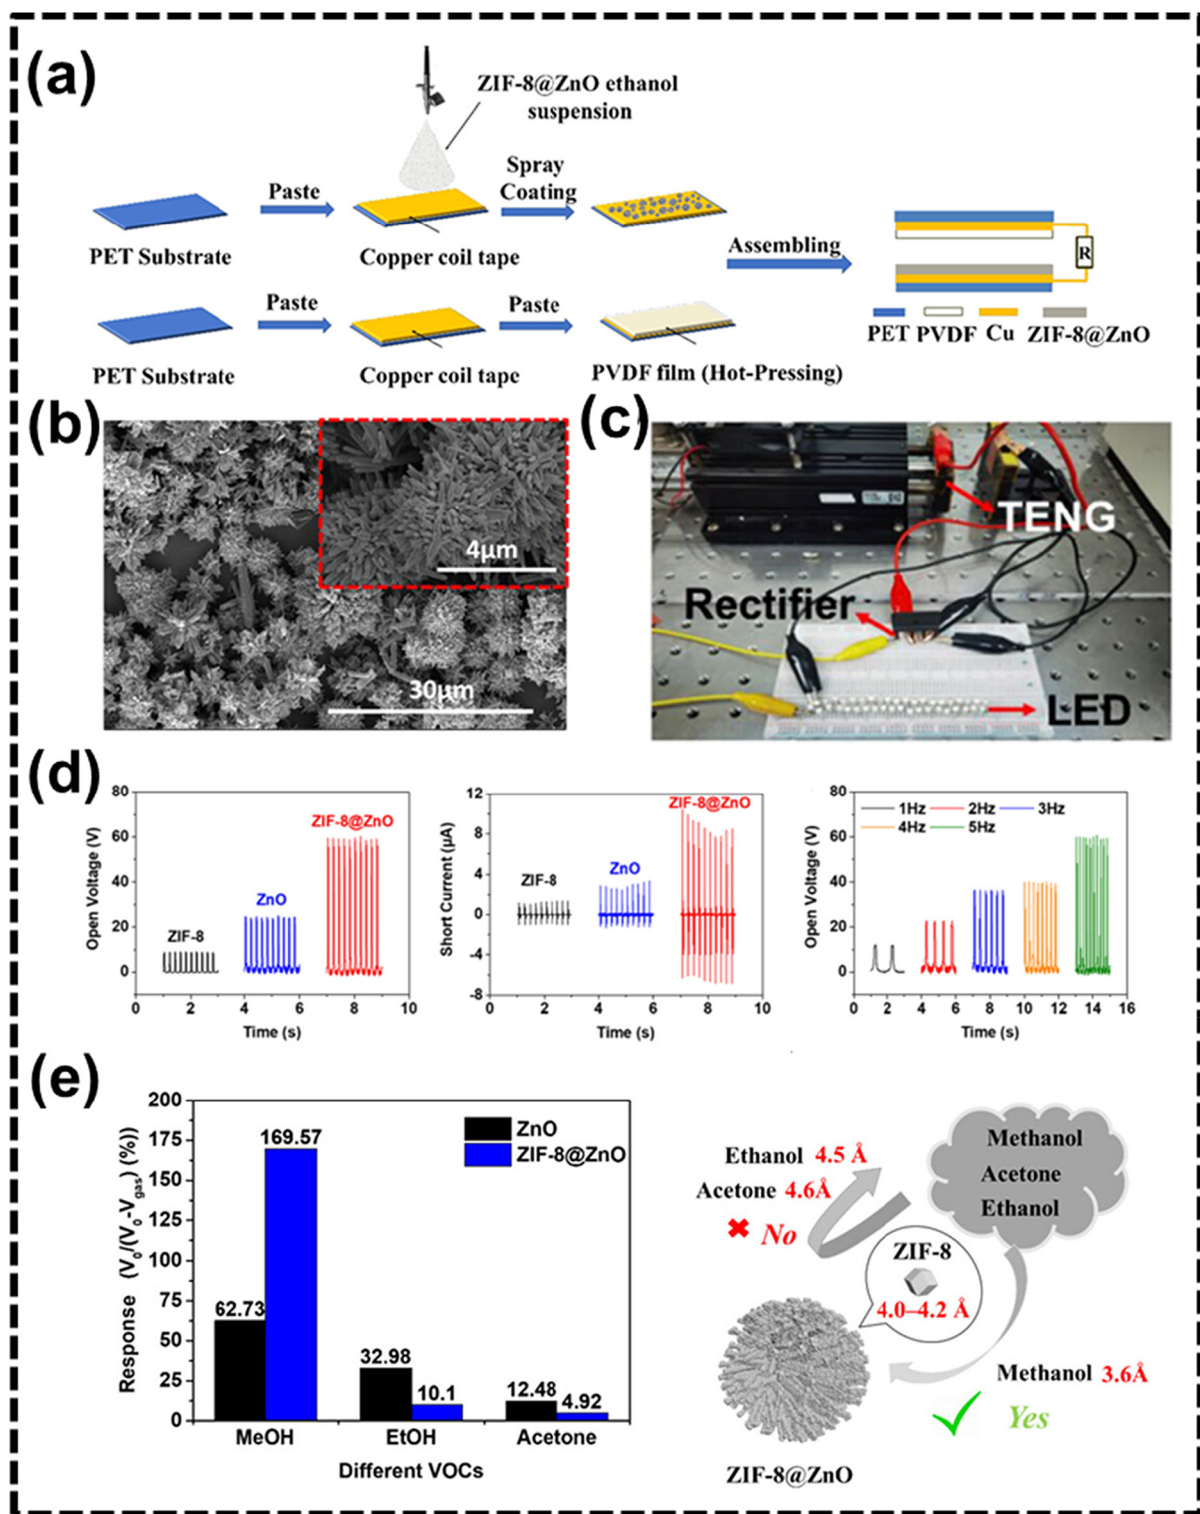 (a)
ZIF-8@ZnO ethanol
suspension
Paste
Spray
Coating
PET Substrate
Copper coil tape
Assembling
R
Paste
Paste
PET PVDF Cu ZIF-8@ZnO
PET Substrate
Copper coil tape
PVDF film (Hot-Pressing)
(b)
4μm
30μm
(c)
TENG
Rectifier
LED
(d)
80
60
40
20
0
Open Voltage (V)
ZIF-8
ZnO
ZIF-8@ZnO
0 2 4 6 8 10
Time (s)
12
8
4
0
-4
-8
Short Current (μA)
ZIF-8
ZnO
ZIF-8@ZnO
0 2 4 6 8 10
Time (s)
80
60
40
20
0
Open Voltage (V)
1Hz 2Hz 3Hz
4Hz 5Hz
0 2 4 6 8 10 12 14 16
Time (s)
(e)
200
175
150
125
100
75
50
25
0
Response (V0/(V0-Vgas) (%))
ZnO
ZIF-8@ZnO
62.73
169.57
32.98
10.1
12.48
4.92
MeOH EtOH Acetone
Different VOCs
Methanol
Acetone
Ethanol
Ethanol 4.5 Å
Acetone 4.6Å
✖ No
ZIF-8
4.0–4.2 Å
Methanol 3.6Å
Yes
ZIF-8@ZnO